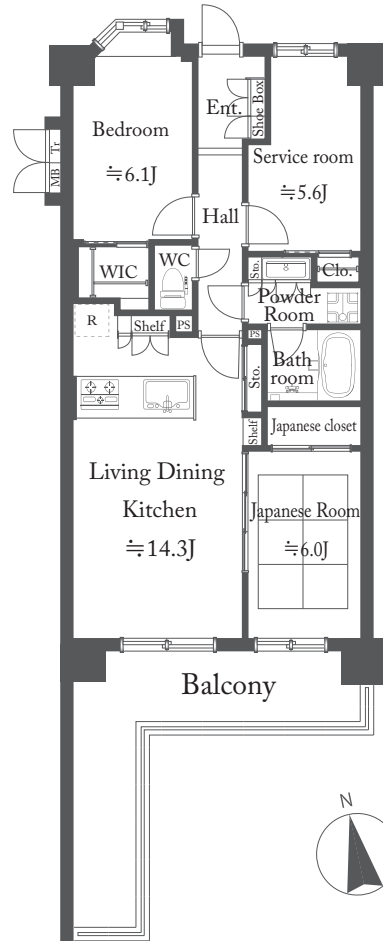 Ent.
Shoe Box
Bedroom
≒6.1J
Service room
≒5.6J
Tr
MB
Hall
WIC
WC
Sto.
Clo.
Powder
Room
R
Shelf
PS
PS
Bath
room
Sto.
Shelf
Japanese closet
Living Dining
Kitchen
≒14.3J
Japanese Room
≒6.0J
Balcony
N